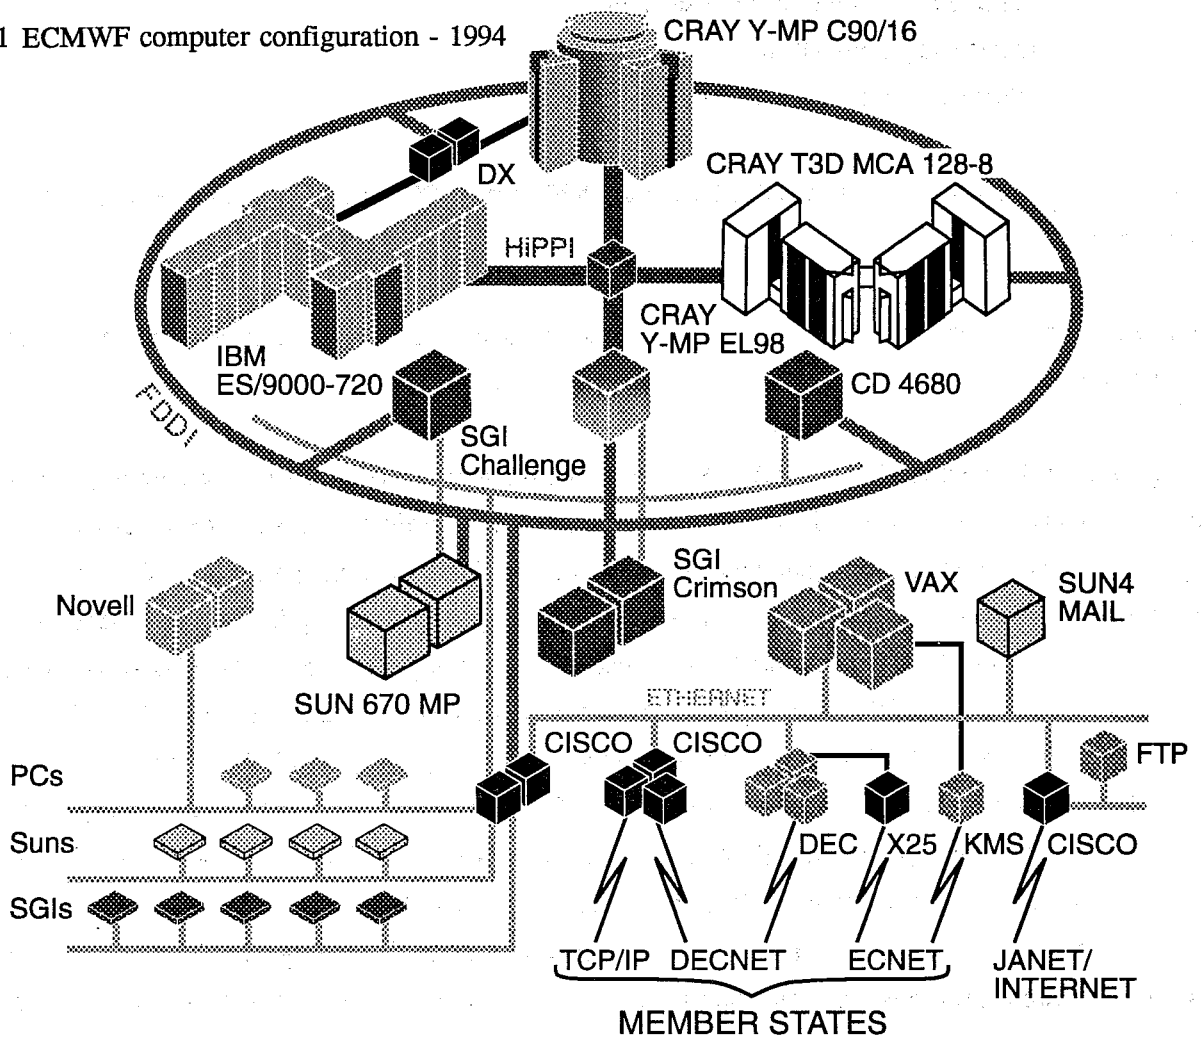 1 ECMWF computer configuration - 1994
CRAY Y-MP C90/16
DX
CRAY T3D MCA 128-8
HiPPI
CRAY
Y-MP EL98
IBM
ES/9000-720
CD 4680
FDDI
SGI
Challenge
SGI
Crimson
VAX
SUN4
MAIL
Novell
SUN 670 MP
ETHERNET
CISCO
CISCO
FTP
PCs
Suns
DEC
X25
KMS
CISCO
SGIs
TCP/IP
DECNET
ECNET
JANET/
INTERNET
MEMBER STATES